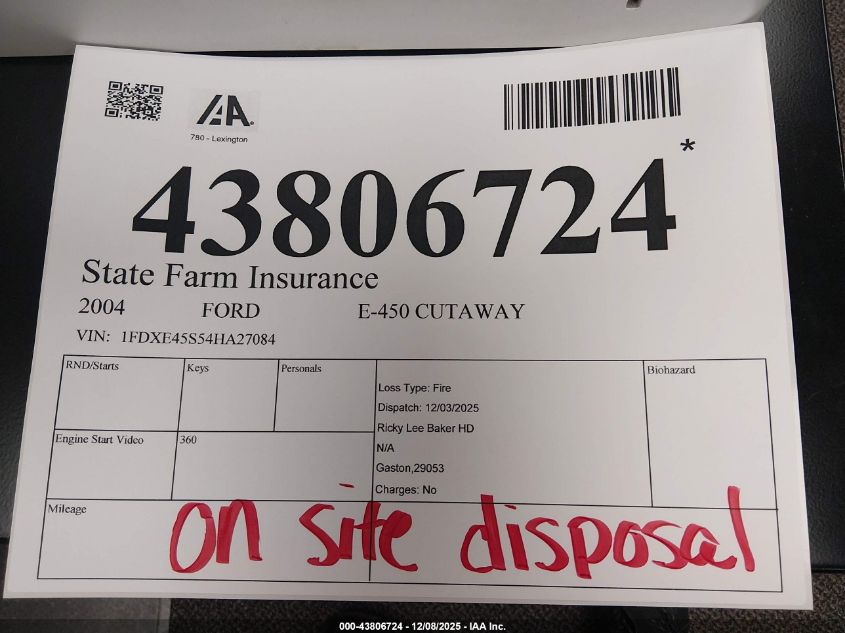 IAA.
780 - Lexington
43806724*
State Farm Insurance
2004 FORD E-450 CUTAWAY
VIN: 1FDXE45S54HA27084
RND/Starts Keys Personals Biohazard
Loss Type: Fire
Dispatch: 12/03/2025
Ricky Lee Baker HD
Engine Start Video 360 N/A
Gaston,29053
Charges: No
Mileage on site disposal
000-43806724 - 12/08/2025 - IAA Inc.